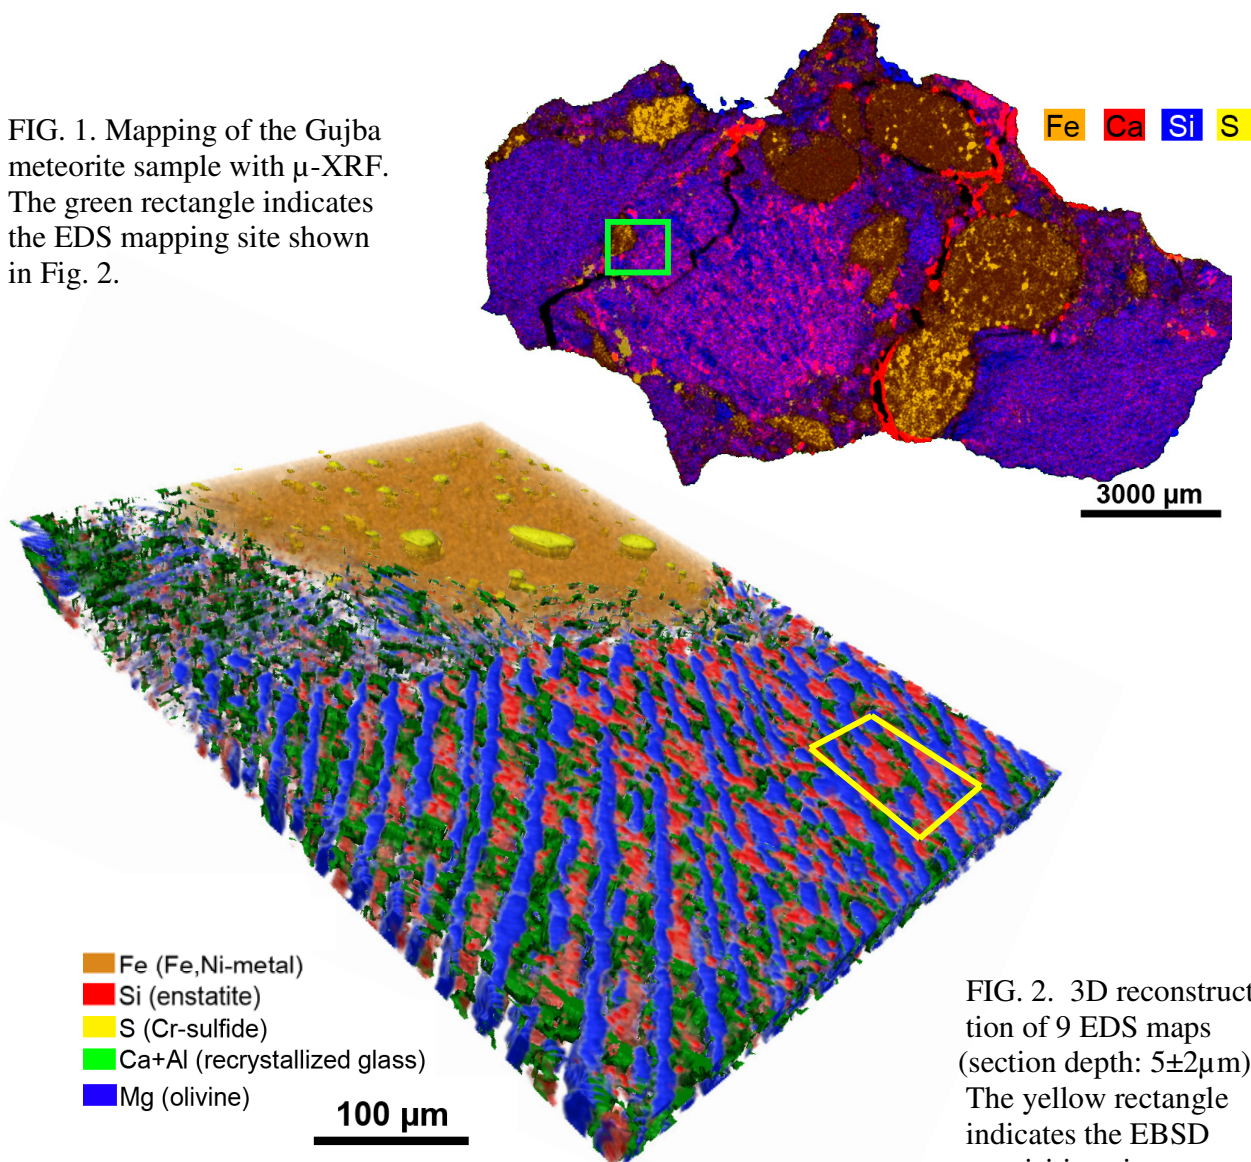 FIG. 1. Mapping of the Gujba
meteorite sample with µ-XRF.
The green rectangle indicates
the EDS mapping site shown
in Fig. 2.
Fe Ca Si S
3000 µm
Fe (Fe,Ni-metal)
Si (enstatite)
S (Cr-sulfide)
Ca+Al (recrystallized glass)
Mg (olivine)
100 µm
FIG. 2. 3D reconstruct
tion of 9 EDS maps
(section depth: 5±2µm)
The yellow rectangle
indicates the EBSD